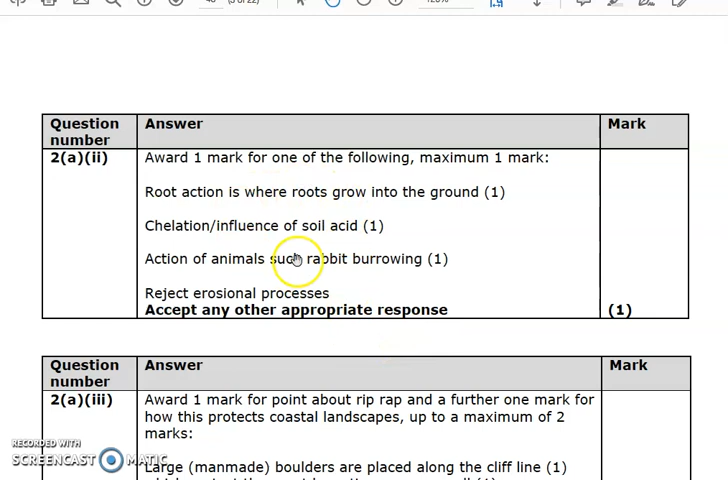 Question
number
Answer
Mark
2(a)(ii)
Award 1 mark for one of the following, maximum 1 mark:
Root action is where roots grow into the ground (1)
Chelation/influence of soil acid (1)
Action of animals such rabbit burrowing (1)
Reject erosional processes
Accept any other appropriate response
(1)
Question
number
Answer
Mark
2(a)(iii)
Award 1 mark for point about rip rap and a further one mark for
how this protects coastal landscapes, up to a maximum of 2
marks:
Large (manmade) boulders are placed along the cliff line (1)
RECORDED WITH
SCREENCAST MATIC